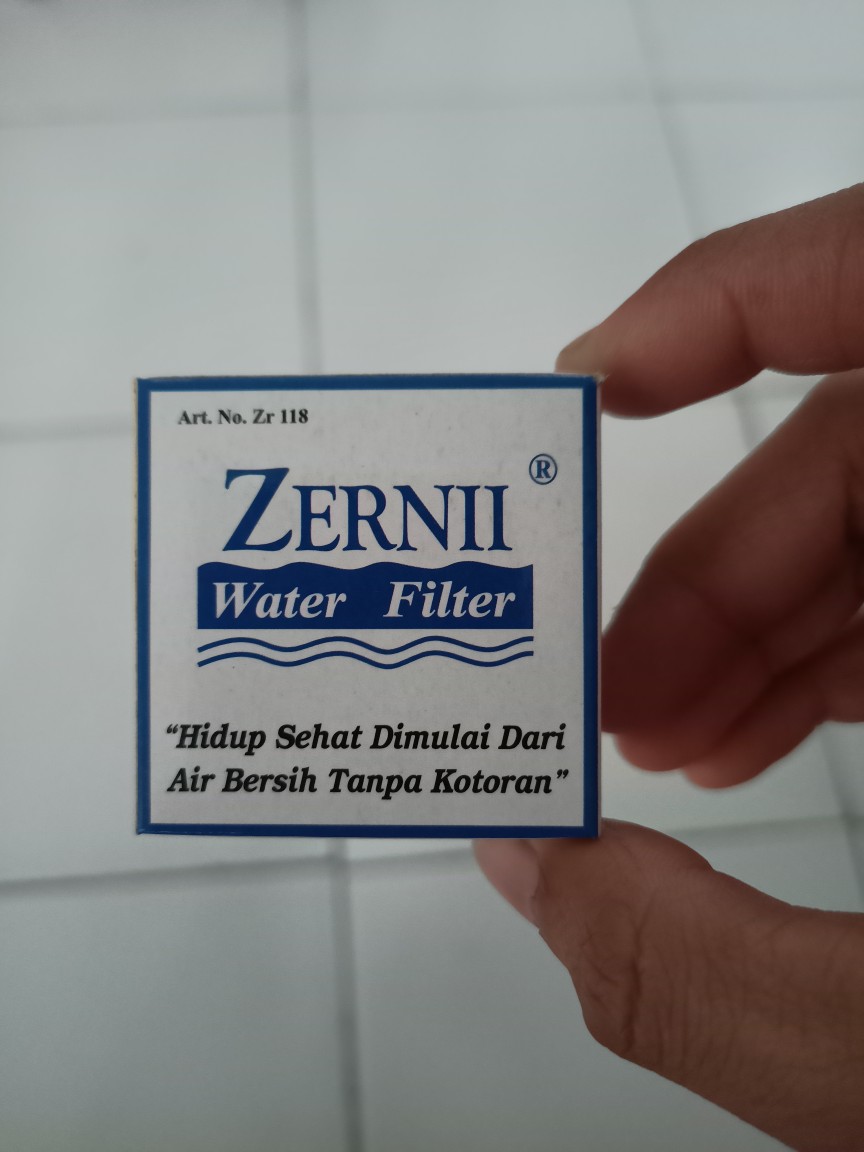 Art. No. Zr 118
ZERNII ®
Water Filter
“Hidup Sehat Dimulai Dari
Air Bersih Tanpa Kotoran”